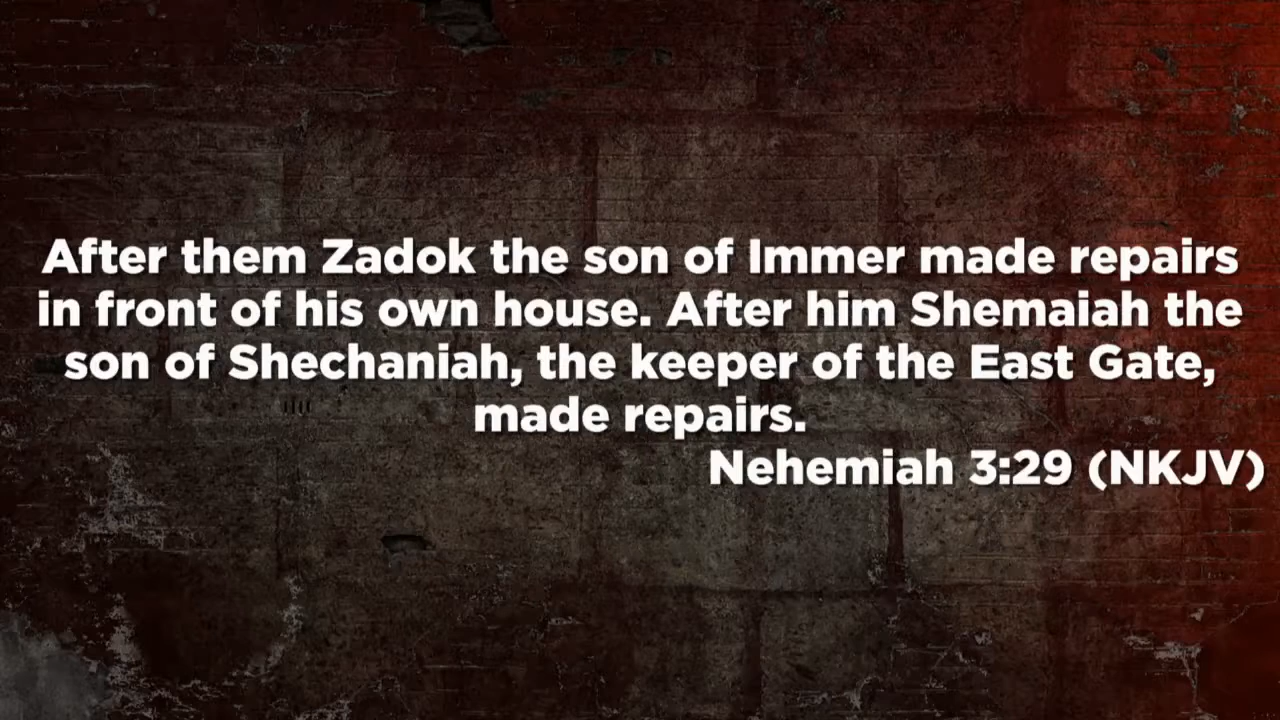 After them Zadok the son of Immer made repairs
in front of his own house. After him Shemaiah the
son of Shechaniah, the keeper of the East Gate,
made repairs.
Nehemiah 3:29 (NKJV)